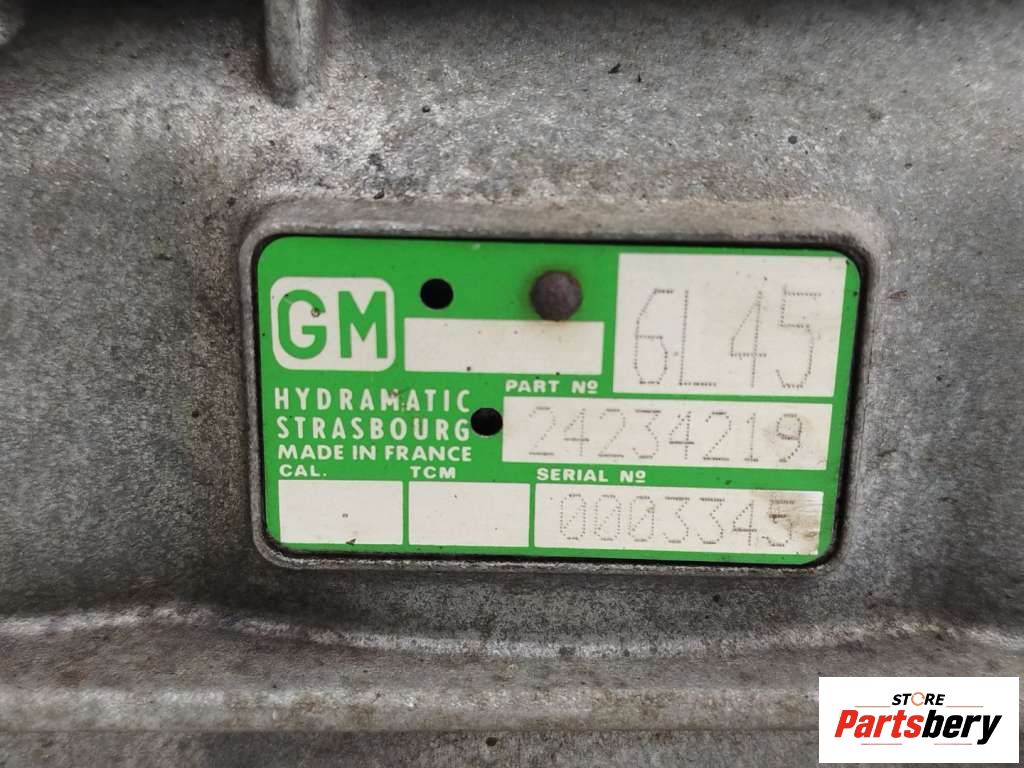 GM
6L45
PART Nº
HYDRAMATIC
24234219
STRASBOURG
MADE IN FRANCE
CAL.
TCM
SERIAL Nº
0003345
STORE
Partsbery